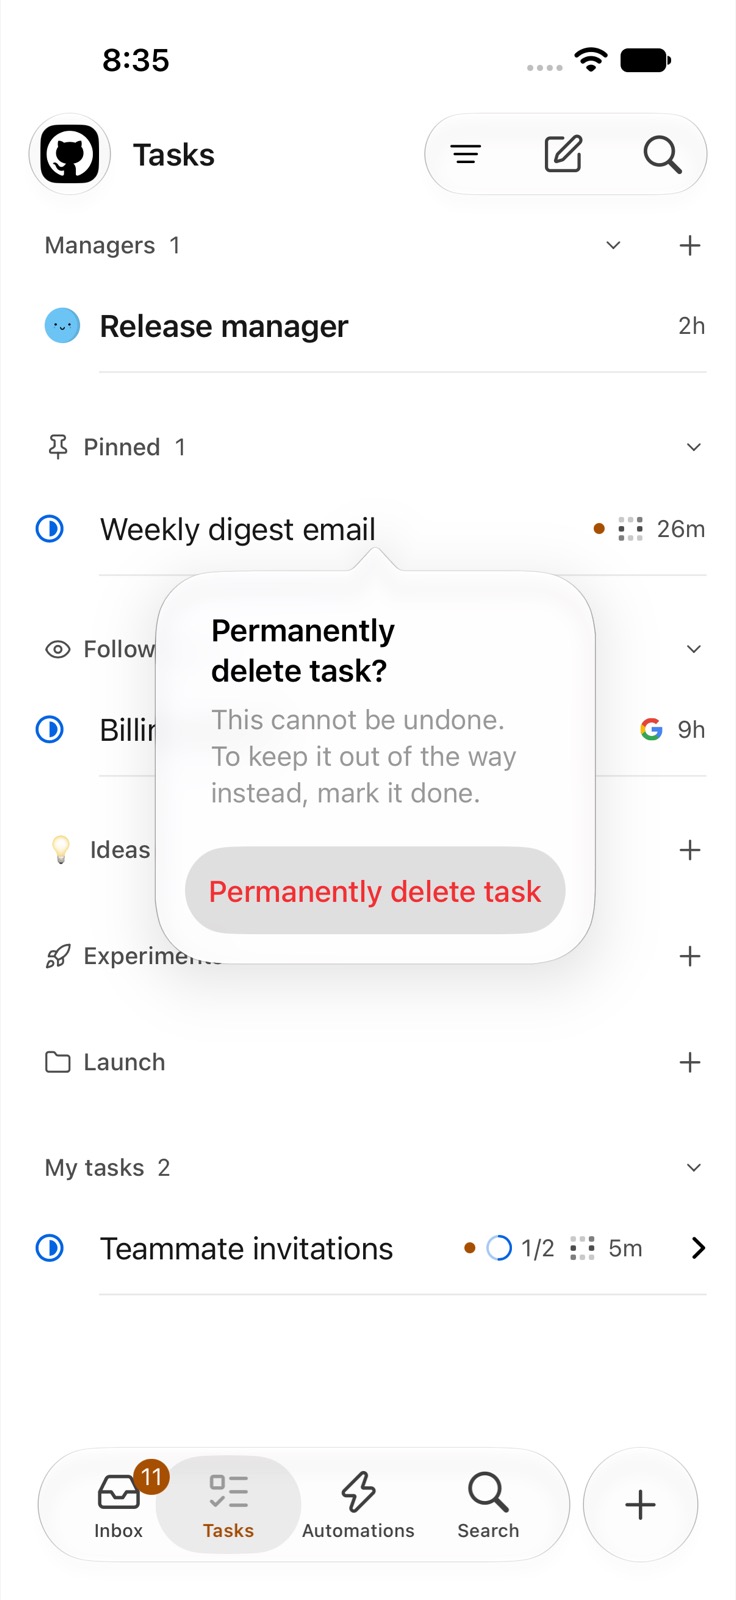 8:35
Tasks
Managers 1
Release manager 2h
Pinned 1
Weekly digest email 26m
Permanently
delete task?
Follow
This cannot be undone.
To keep it out of the way
instead, mark it done.
9h
Ideas
Permanently delete task
Experiments
Launch
My tasks 2
Teammate invitations 1/2 5m
11
Inbox Tasks Automations Search